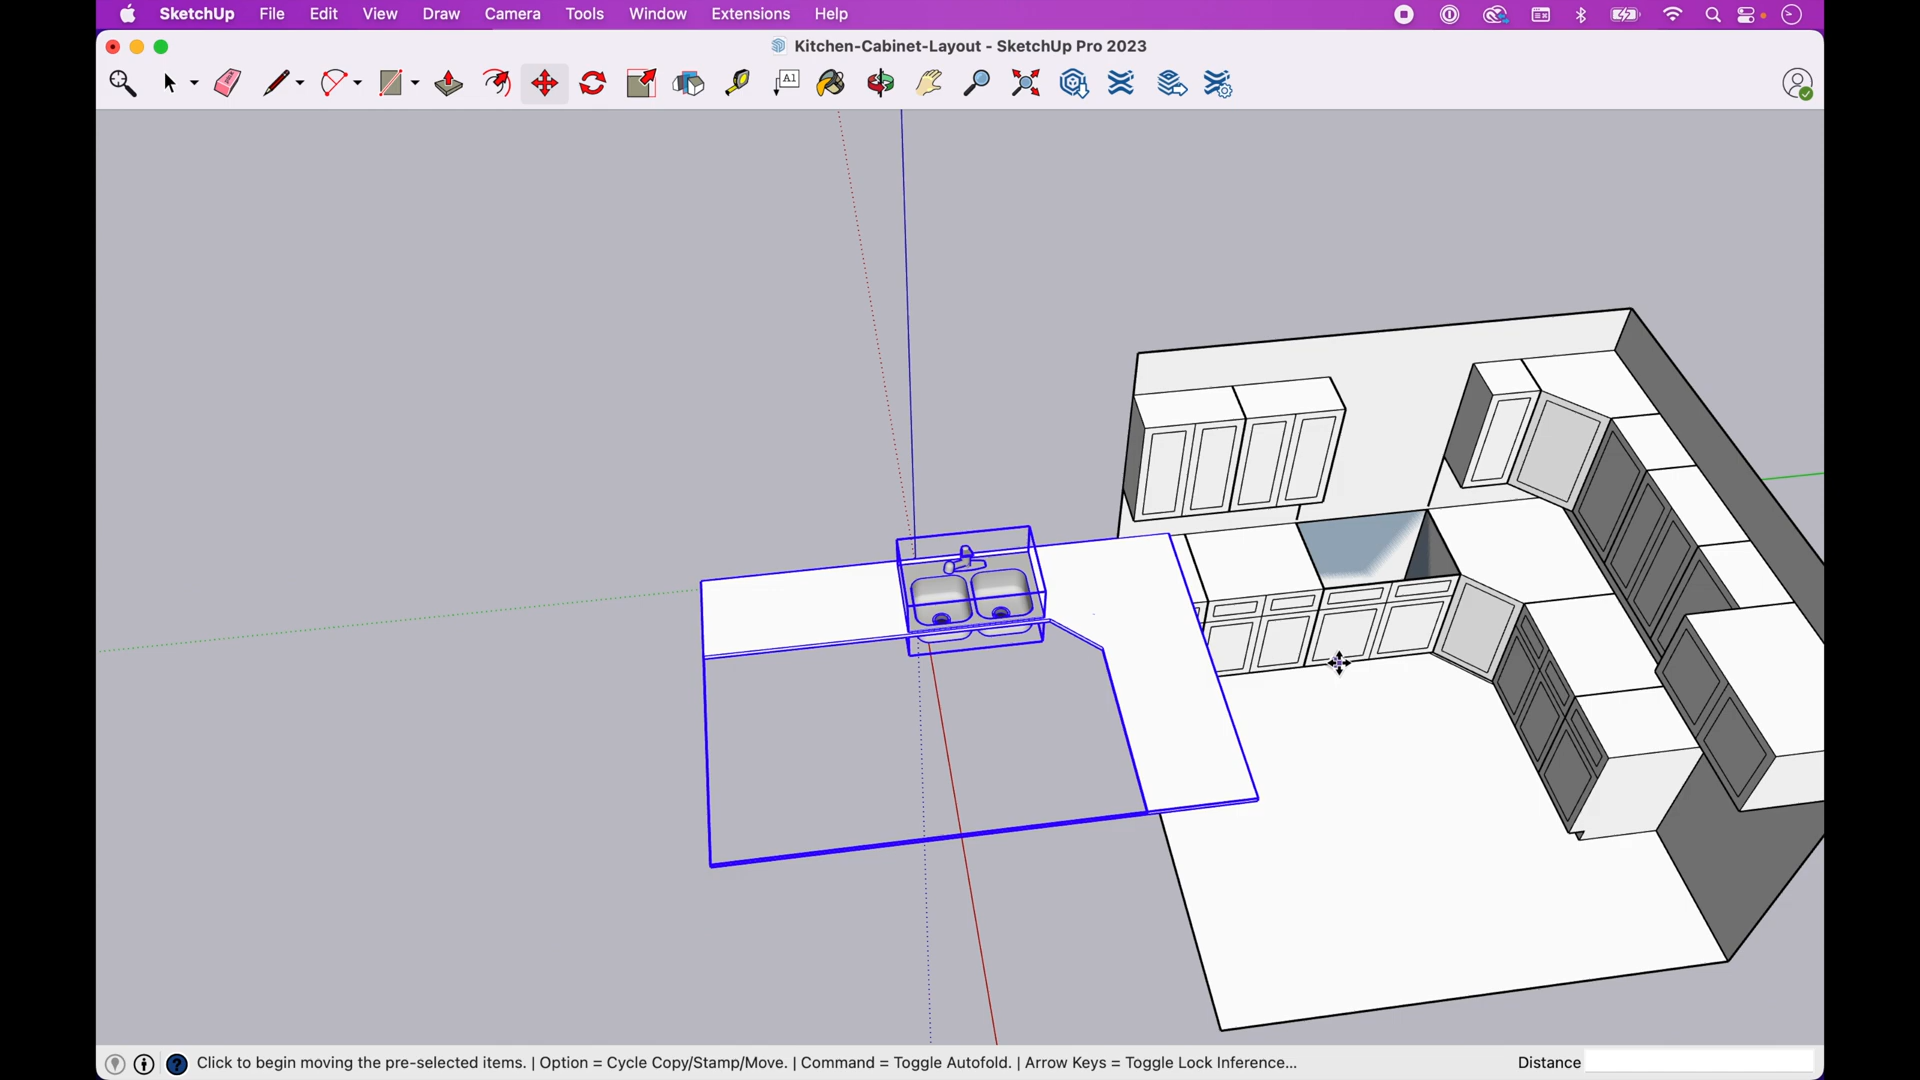 SketchUp File Edit View Draw Camera Tools Window Extensions Help
Kitchen-Cabinet-Layout - SketchUp Pro 2023
A1
Click to begin moving the pre-selected items. | Option = Cycle Copy/Stamp/Move. | Command = Toggle Autofold. | Arrow Keys = Toggle Lock Inference... Distance